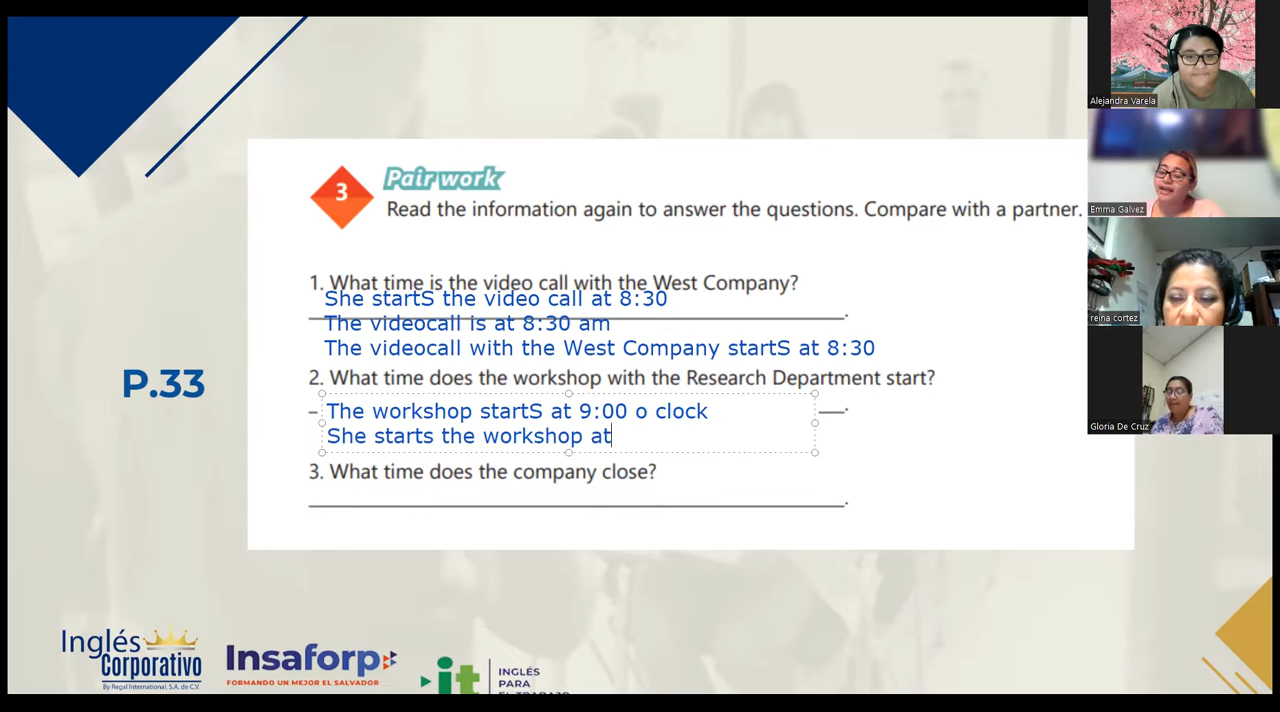 3
Pair work
Read the information again to answer the questions. Compare with a partner.
1. What time is the video call with the West Company?
She startS the video call at 8:30
The videocall is at 8:30 am
The videocall with the West Company startS at 8:30
P.33
2. What time does the workshop with the Research Department start?
The workshop startS at 9:00 o clock
She starts the workshop at
3. What time does the company close?
Alejandra Varela
Emma Galvez
reina cortez
Gloria De Cruz
Inglés
Corporativo
By Regal International, S.A. de C.V.
Insaforp
FORMANDO UN MEJOR EL SALVADOR
it
INGLÉS
PARA
EL TRABAJO